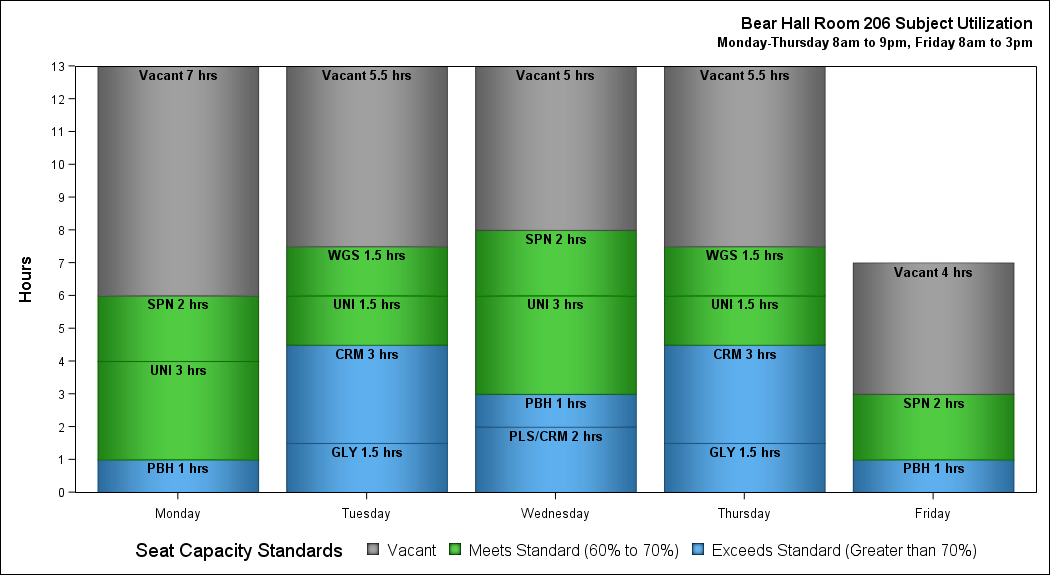 Bear Hall Room 206 Subject Utilization
Monday-Thursday 8am to 9pm, Friday 8am to 3pm
Hours
13
12
11
10
9
8
7
6
5
4
3
2
1
0
Vacant 7 hrs
SPN 2 hrs
UNI 3 hrs
PBH 1 hrs
Vacant 5.5 hrs
WGS 1.5 hrs
UNI 1.5 hrs
CRM 3 hrs
GLY 1.5 hrs
Vacant 5 hrs
SPN 2 hrs
UNI 3 hrs
PBH 1 hrs
PLS/CRM 2 hrs
Vacant 5.5 hrs
WGS 1.5 hrs
UNI 1.5 hrs
CRM 3 hrs
GLY 1.5 hrs
Vacant 4 hrs
SPN 2 hrs
PBH 1 hrs
Monday Tuesday Wednesday Thursday Friday
Seat Capacity Standards Vacant Meets Standard (60% to 70%) Exceeds Standard (Greater than 70%)